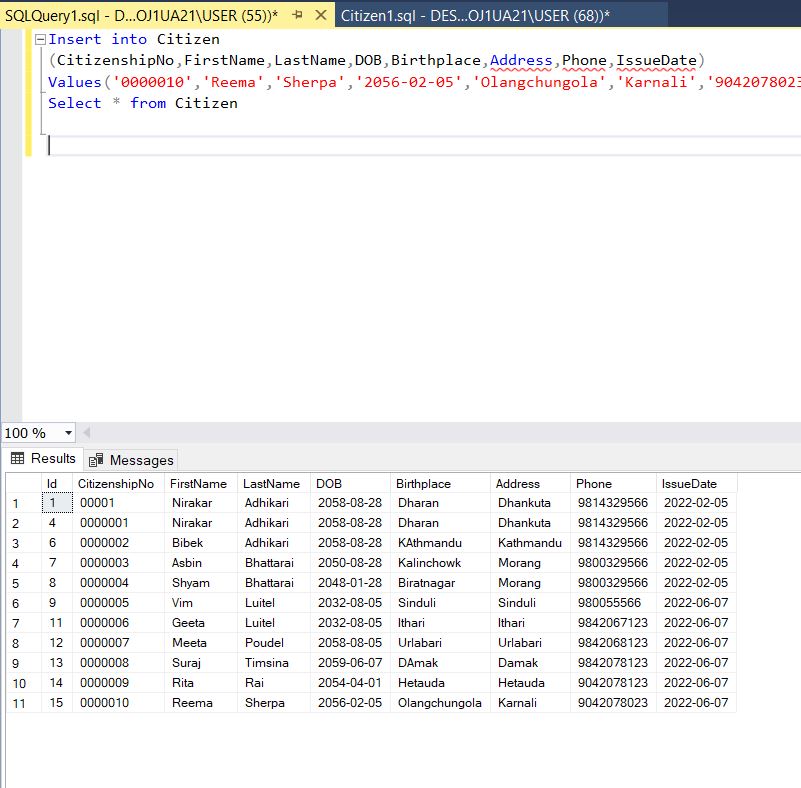 SQLQuery1.sql - D...OJ1UA21\USER (55))* Citizen1.sql - DES...OJ1UA21\USER (68))*
Insert into Citizen
(CitizenshipNo,FirstName,LastName,DOB,Birthplace,Address,Phone,IssueDate)
Values('0000010','Reema','Sherpa','2056-02-05','Olangchungola','Karnali','9042078023
Select * from Citizen
100 %
Results Messages
Id CitizenshipNo FirstName LastName DOB Birthplace Address Phone IssueDate
1 1 00001 Nirakar Adhikari 2058-08-28 Dharan Dhankuta 9814329566 2022-02-05
2 4 0000001 Nirakar Adhikari 2058-08-28 Dharan Dhankuta 9814329566 2022-02-05
3 6 0000002 Bibek Adhikari 2058-08-28 KAthmandu Kathmandu 9814329566 2022-02-05
4 7 0000003 Asbin Bhattarai 2050-08-28 Kalinchowk Morang 9800329566 2022-02-05
5 8 0000004 Shyam Bhattarai 2048-01-28 Biratnagar Morang 9800329566 2022-02-05
6 9 0000005 Vim Luitel 2032-08-05 Sinduli Sinduli 980055566 2022-06-07
7 11 0000006 Geeta Luitel 2032-08-05 Ithari Ithari 9842067123 2022-06-07
8 12 0000007 Meeta Poudel 2058-08-05 Urlabari Urlabari 9842068123 2022-06-07
9 13 0000008 Suraj Timsina 2059-06-07 DAmak Damak 9842078123 2022-06-07
10 14 0000009 Rita Rai 2054-04-01 Hetauda Hetauda 9042078123 2022-06-07
11 15 0000010 Reema Sherpa 2056-02-05 Olangchungola Karnali 9042078023 2022-06-07